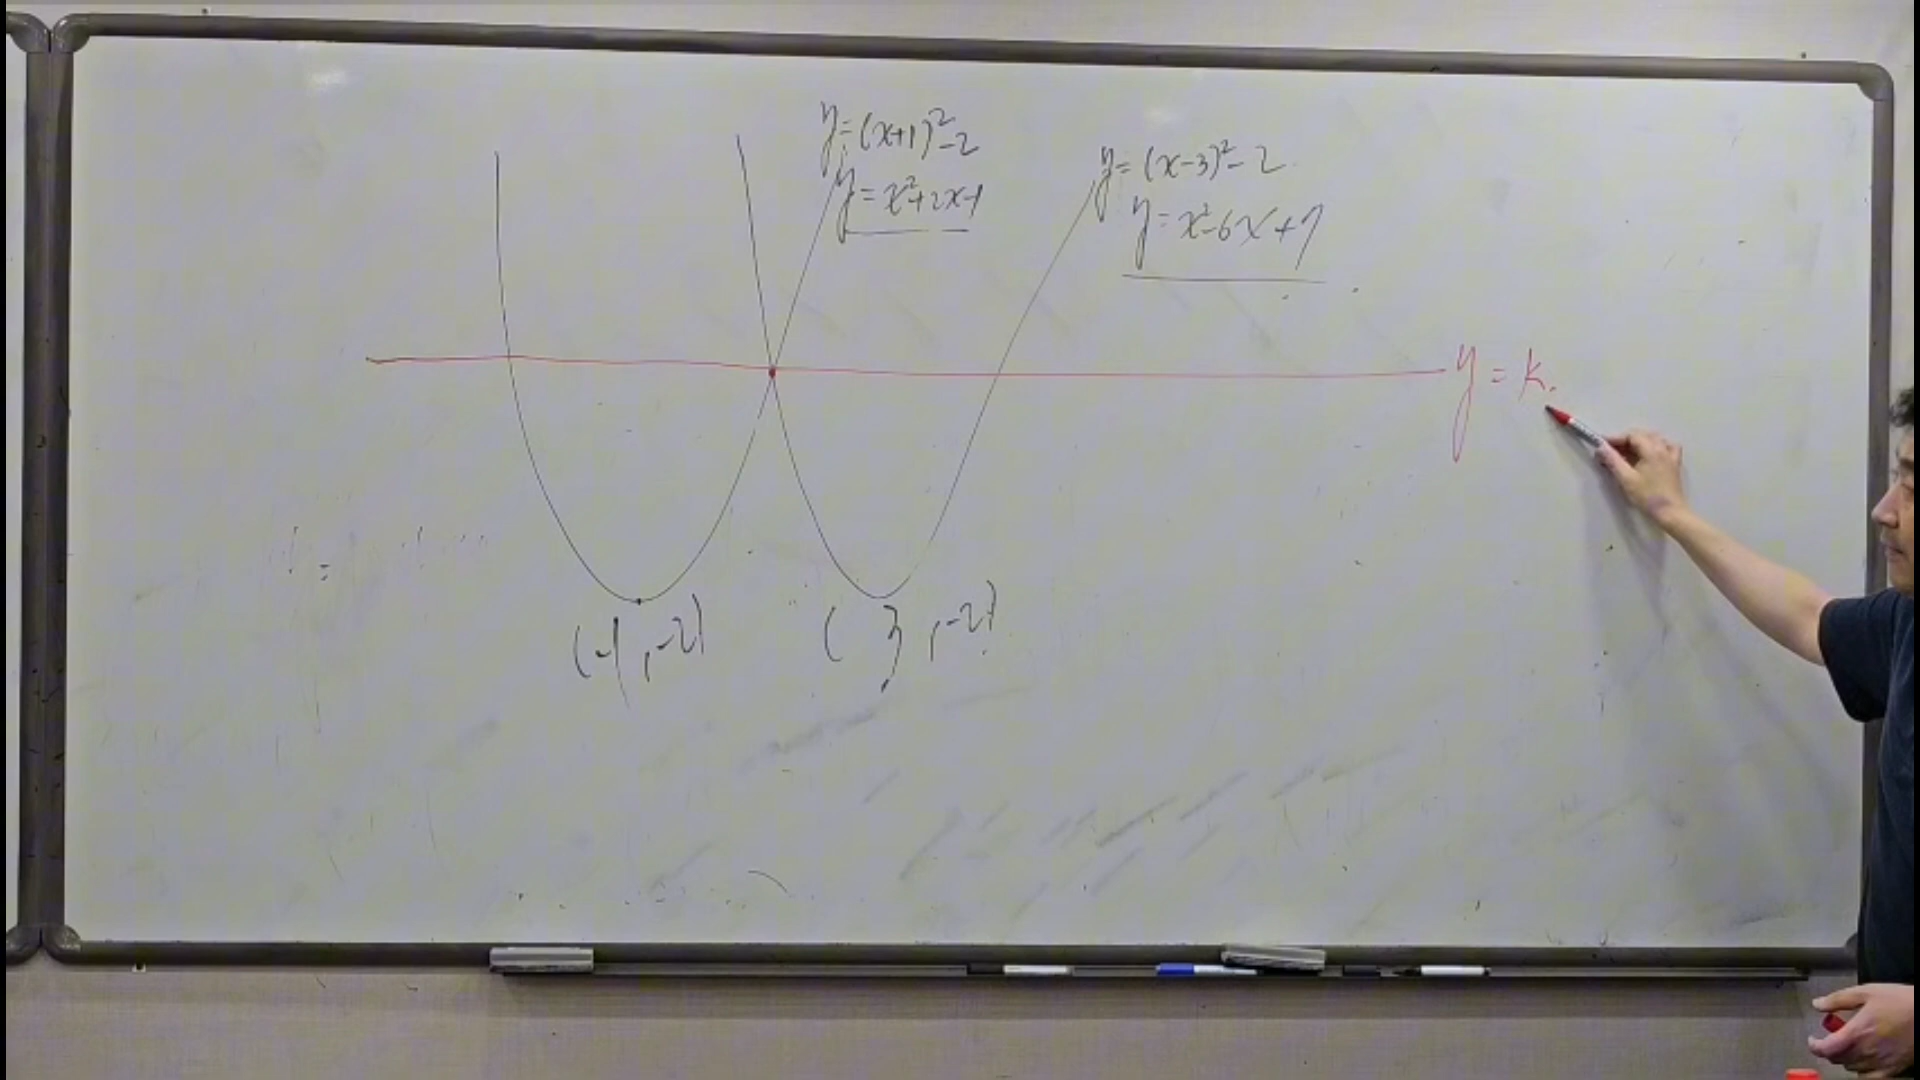 y=(x+1)²-2
y=x²+2x-1
y=(x-3)²-2
y=x²-6x+7
y=k.
(-1,-2)
(3,-2)